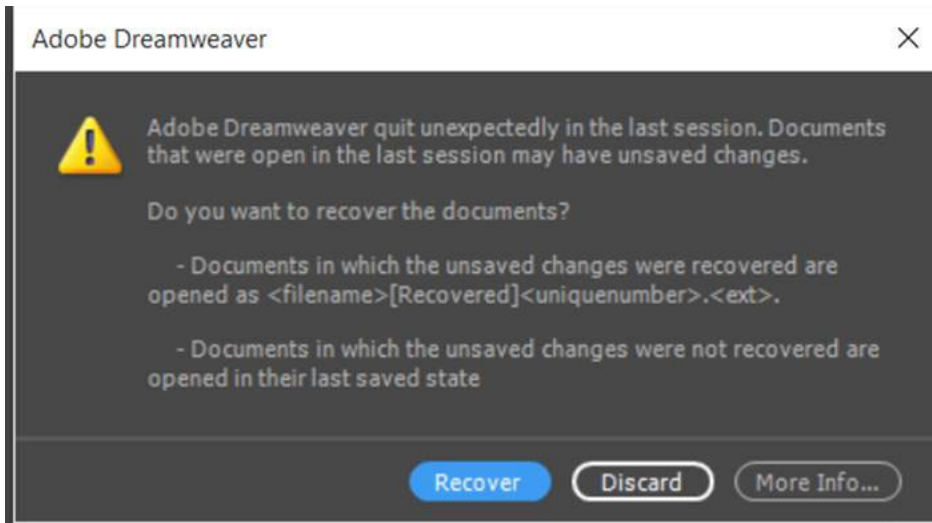 Adobe Dreamweaver
Adobe Dreamweaver quit unexpectedly in the last session. Documents
that were open in the last session may have unsaved changes.
Do you want to recover the documents?
- Documents in which the unsaved changes were recovered are
opened as <filename>[Recovered]<uniquenumber>.<ext>.
- Documents in which the unsaved changes were not recovered are
opened in their last saved state
Recover Discard More Info...